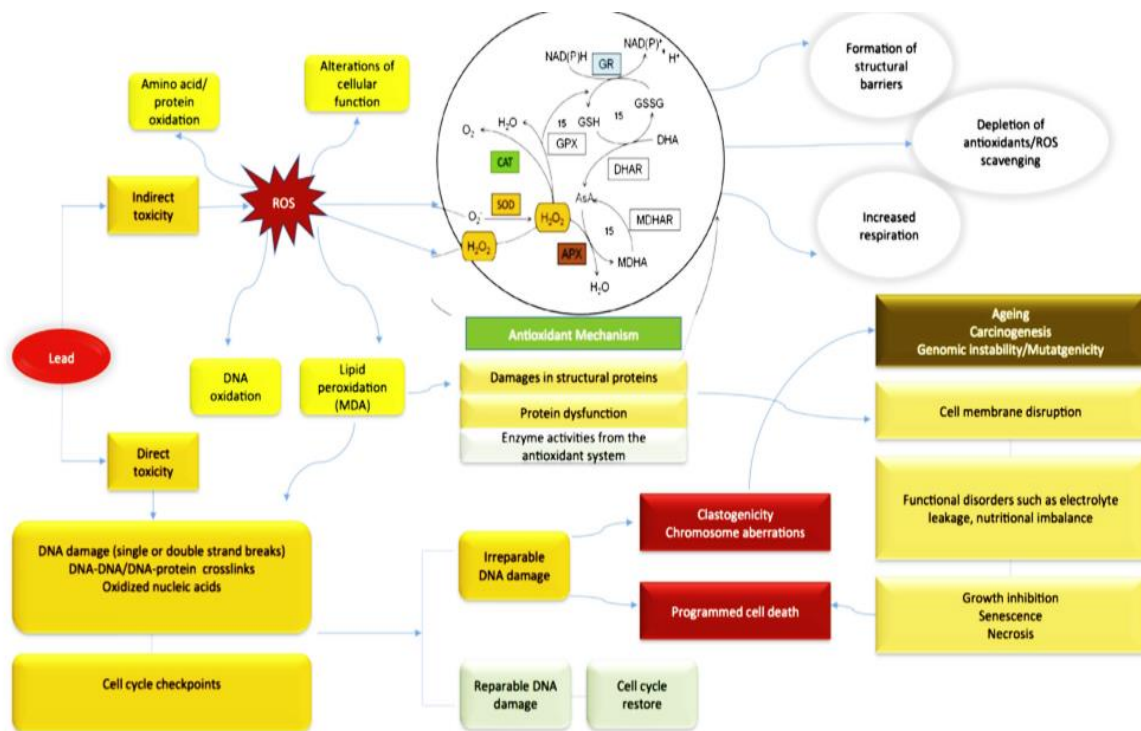 Amino acid/
protein
oxidation
Alterations of
cellular
function
Indirect
toxicity
ROS
Lead
DNA
oxidation
Lipid
peroxidation
(MDA)
Direct
toxicity
DNA damage (single or double strand breaks)
DNA-DNA/DNA-protein crosslinks
Oxidized nucleic acids
Cell cycle checkpoints
NAD(P)H
NAD(P)⁺
H⁺
GR
GSSG
O₂
H₂O
15
GSH
15
GPX
DHA
CAT
DHAR
AsA
SOD
O₂⁻
H₂O₂
MDHAR
15
H₂O₂
APX
MDHA
H₂O
Antioxidant Mechanism
Damages in structural proteins
Protein dysfunction
Enzyme activities from the
antioxidant system
Irreparable
DNA damage
Clastogenicity
Chromosome aberrations
Programmed cell death
Reparable DNA
damage
Cell cycle
restore
Formation of
structural
barriers
Depletion of
antioxidants/ROS
scavenging
Increased
respiration
Ageing
Carcinogenesis
Genomic instability/Mutatgenicity
Cell membrane disruption
Functional disorders such as electrolyte
leakage, nutritional imbalance
Growth inhibition
Senescence
Necrosis